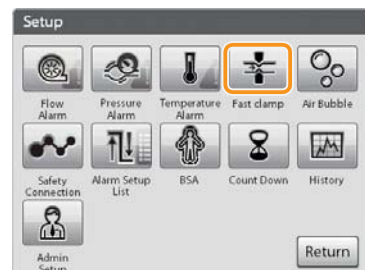 Setup
Flow Alarm
Pressure Alarm
Temperature Alarm
Fast clamp
Air Bubble
Safety Connection
Alarm Setup List
BSA
Count Down
History
Admin Setup
Return